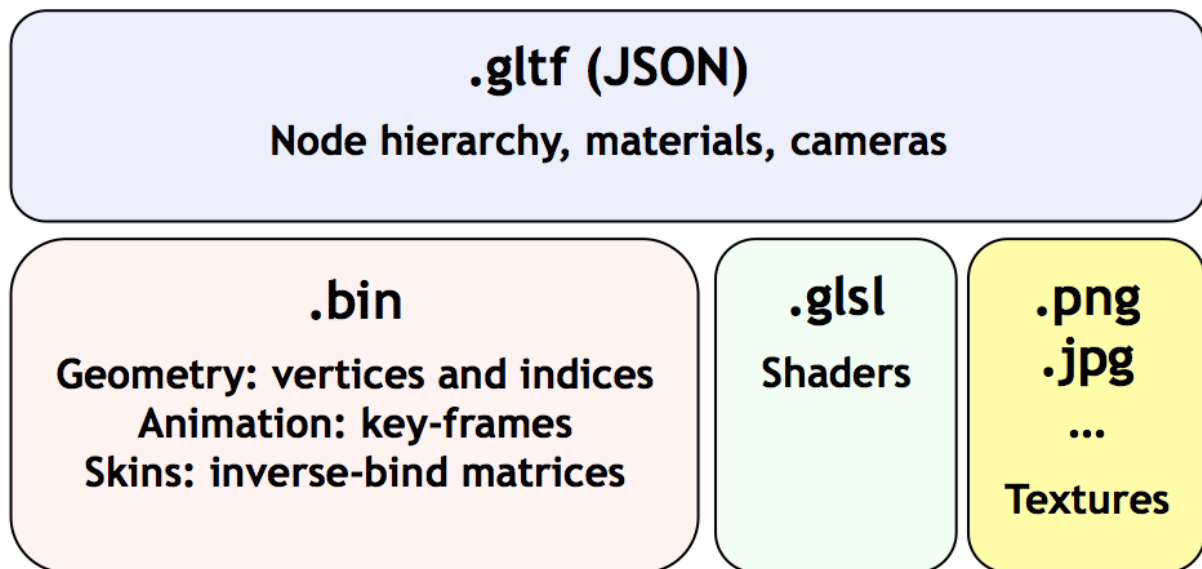 .gltf (JSON)
Node hierarchy, materials, cameras
.bin
Geometry: vertices and indices
Animation: key-frames
Skins: inverse-bind matrices
.glsl
Shaders
.png
.jpg
...
Textures